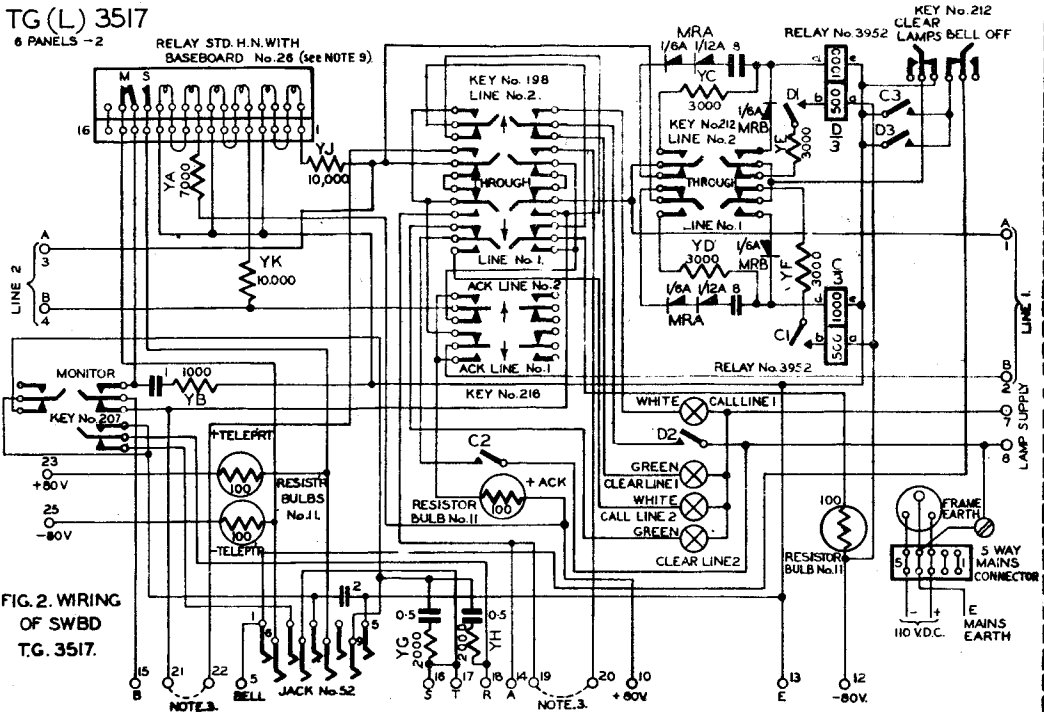 TG (L) 3517
6 PANELS -2
RELAY STD. H.N. WITH
BASEBOARD No. 26 (see NOTE 9)
M S
16
1
YJ
10,000
YA
7000
YK
10.000
LINE 2
A
3
B
4
KEY No. 198
LINE No. 2.
THROUGH
LINE No. 1.
ACK LINE No. 2
ACK LINE No. 1
KEY No. 216
MRA
1/6A 1/12A 8
YC
3000
1/6A
MRB
D1
YE
3000
KEY No. 212
LINE No. 2
THROUGH
LINE No. 1
YD
3000
1/6A
MRB
YF
3000
1/6A 1/12A 8
MRA
C1
RELAY No. 3952
d e
1000
500
b a
D/3
KEY No. 212
CLEAR
LAMPS BELL OFF
C3
D3
C/3
c e
1000
500
b a
RELAY No. 3952
A
1
LINE 1.
B
2
7
LAMP SUPPLY
8
MONITOR
1
1000
YB
KEY No. 207
23
+80V
25
-80V
+TELEPRT
100
RESISTR
BULBS
No. 11.
100
-TELEPTR
C2
+ ACK
RESISTOR
BULB No. 11
100
WHITE CALL LINE 1
D2
GREEN
CLEAR LINE 1
WHITE
CALL LINE 2
GREEN
CLEAR LINE 2
100
RESISTOR
BULB No. 11
FRAME
EARTH
5 1
5 WAY
MAINS
CONNECTOR
- +
110 V.D.C.
E
MAINS
EARTH
FIG. 2. WIRING
OF SWBD
T.G. 3517.
2
1
6
9
5
JACK No. 52
0·5
YG
2000
0·5
YH
2000
15
B
21
22
NOTE.3.
5
BELL
16
S
17
T
18
R
14
A
19
20
NOTE.3.
10
+80V.
13
E
12
-80V.